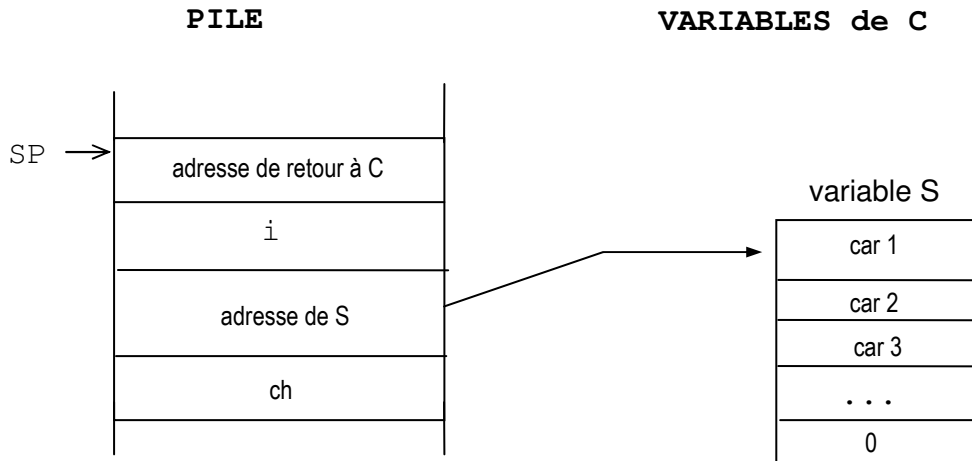 PILE
VARIABLES de C
SP
adresse de retour à C
i
adresse de S
ch
variable S
car 1
car 2
car 3
...
0